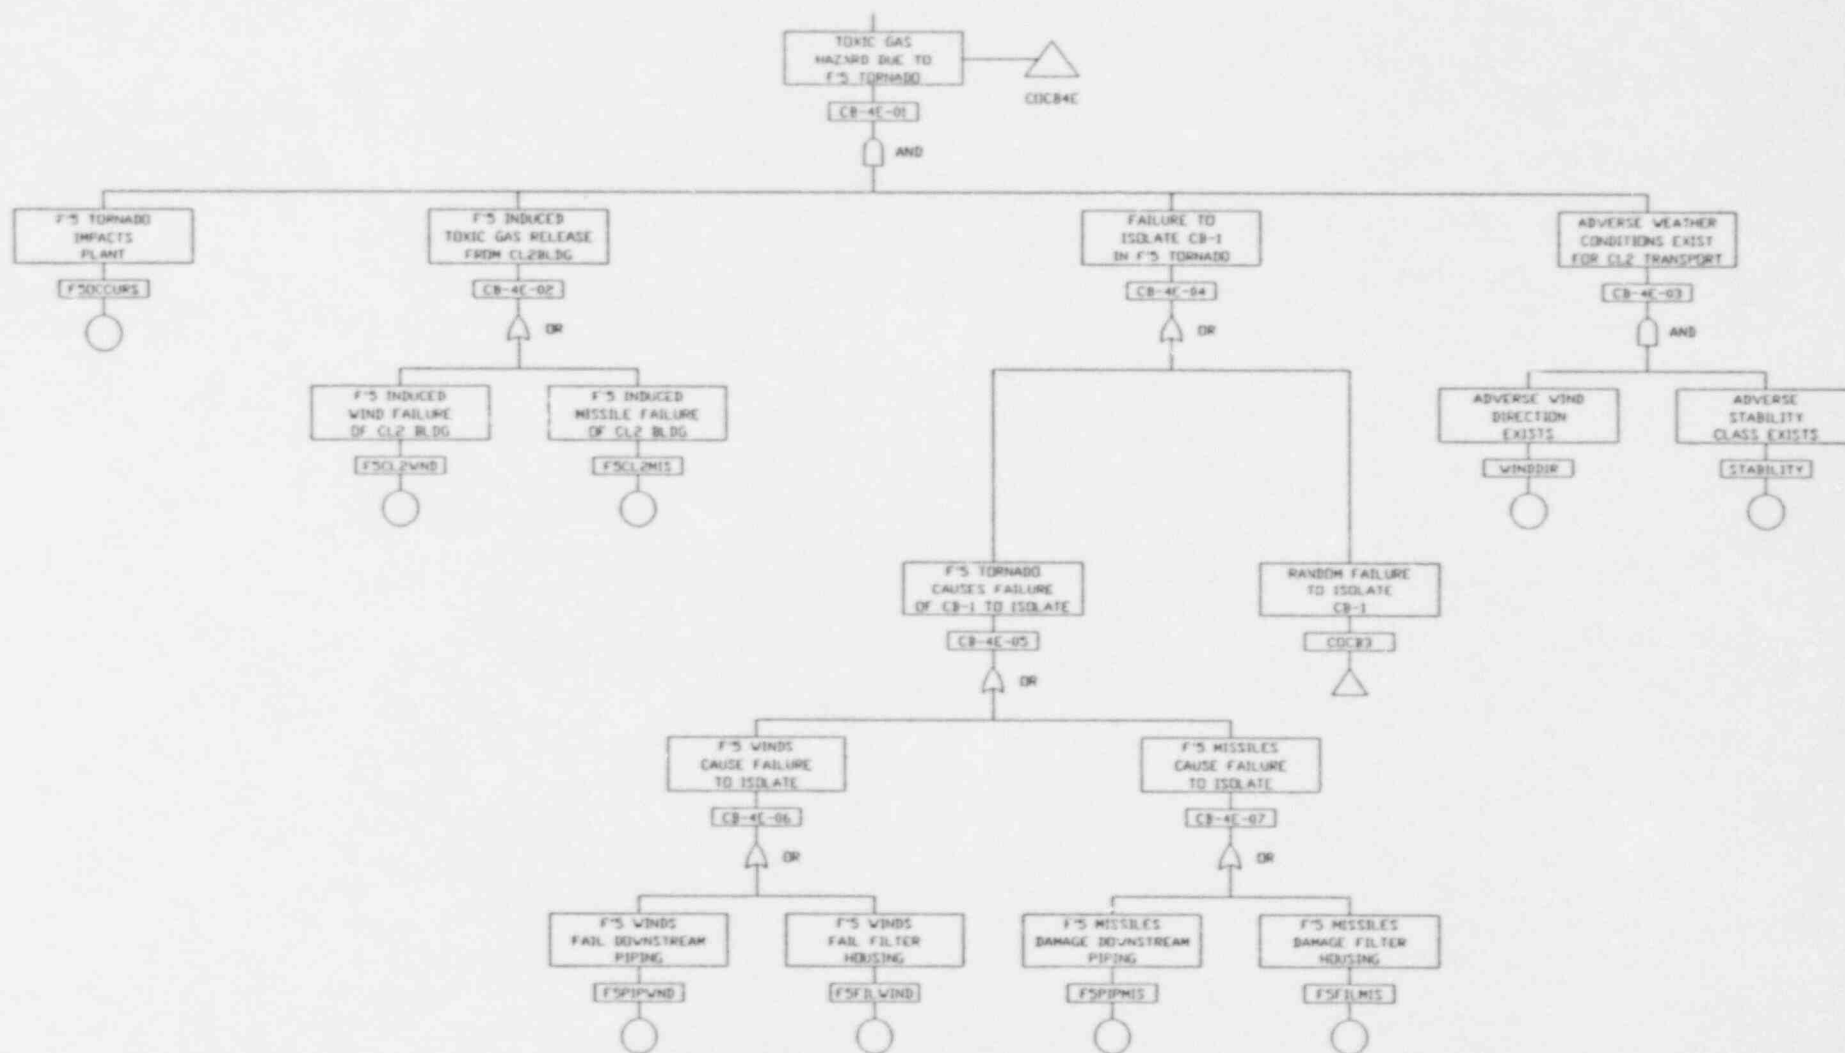 TOXIC GAS
HAZARD DUE TO
F'5 TORNADO
COCB4E
CB-4E-01
AND
F'5 TORNADO
IMPACTS
PLANT
F5OCCURS
F'5 INDUCED
TOXIC GAS RELEASE
FROM CL2BLDG
CB-4E-02
OR
FAILURE TO
ISOLATE CB-1
IN F'5 TORNADO
CB-4E-04
OR
ADVERSE WEATHER
CONDITIONS EXIST
FOR CL2 TRANSPORT
CB-4E-03
AND
F'5 INDUCED
WIND FAILURE
OF CL2 BLDG
F5CL2WND
F'5 INDUCED
MISSILE FAILURE
OF CL2 BLDG
F5CL2MIS
ADVERSE WIND
DIRECTION
EXISTS
WINDDIR
ADVERSE
STABILITY
CLASS EXISTS
STABILITY
F'5 TORNADO
CAUSES FAILURE
OF CB-1 TO ISOLATE
CB-4E-05
OR
RANDOM FAILURE
TO ISOLATE
CB-1
COCB3
F'5 WINDS
CAUSE FAILURE
TO ISOLATE
CB-4E-06
OR
F'5 MISSILES
CAUSE FAILURE
TO ISOLATE
CB-4E-07
OR
F'5 WINDS
FAIL DOWNSTREAM
PIPING
F5PIPWND
F'5 WINDS
FAIL FILTER
HOUSING
F5FILWIND
F'5 MISSILES
DAMAGE DOWNSTREAM
PIPING
F5PIPMIS
F'5 MISSILES
DAMAGE FILTER
HOUSING
F5FILMIS